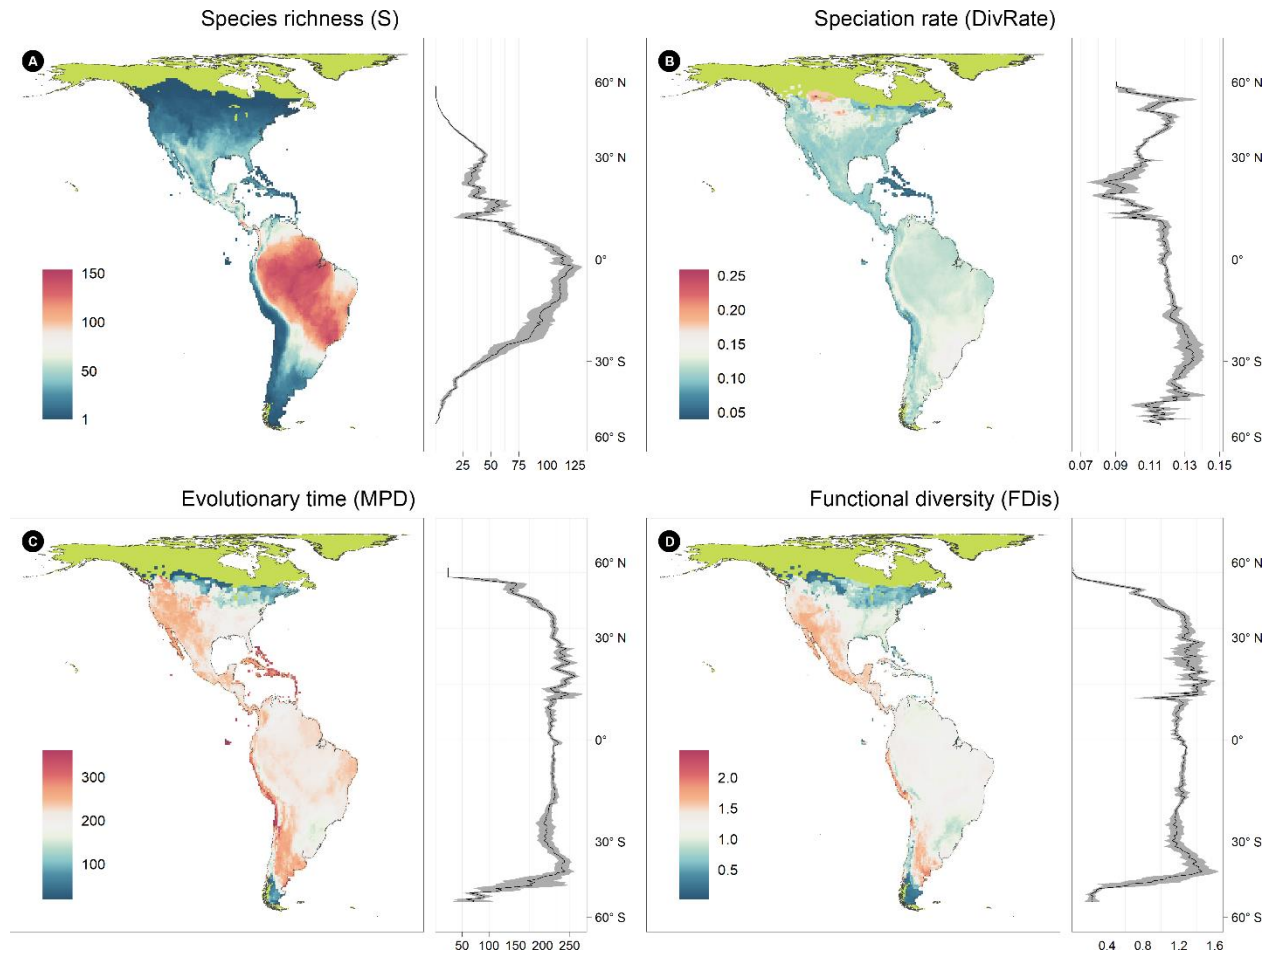 Species richness (S)
Speciation rate (DivRate)
A
60° N
30° N
0°
30° S
60° S
150
100
50
1
25 50 75 100 125
B
60° N
30° N
0°
30° S
60° S
0.25
0.20
0.15
0.10
0.05
0.07 0.09 0.11 0.13 0.15
Evolutionary time (MPD)
Functional diversity (FDis)
C
60° N
30° N
0°
30° S
60° S
300
200
100
50 100 150 200 250
D
60° N
30° N
0°
30° S
60° S
2.0
1.5
1.0
0.5
0.4 0.8 1.2 1.6